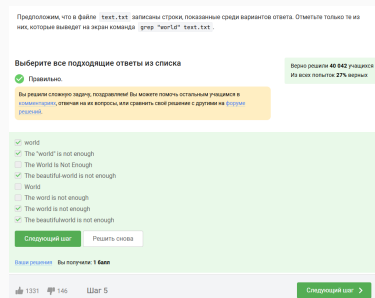 Предположим, что в файле text.txt записаны строки, показанные среди вариантов ответа. Отметьте только те из
них, которые выведет на экран команда grep "world" text.txt .
Выберите все подходящие ответы из списка
Верно решили 40 042 учащихся
Из всех попыток 27% верных
Правильно.
Вы решили сложную задачу, поздравляем! Вы можете помочь остальным учащимся в
комментариях, отвечая на их вопросы, или сравнить своё решение с другими на форуме
решений.
world
The "world" is not enough
The World Is Not Enough
The beautiful-world is not enough
World
The word is not enough
The world is not enough
The beautifulworld is not enough
Следующий шаг
Решить снова
Ваши решения Вы получили: 1 балл
1331 146 Шаг 5
Следующий шаг